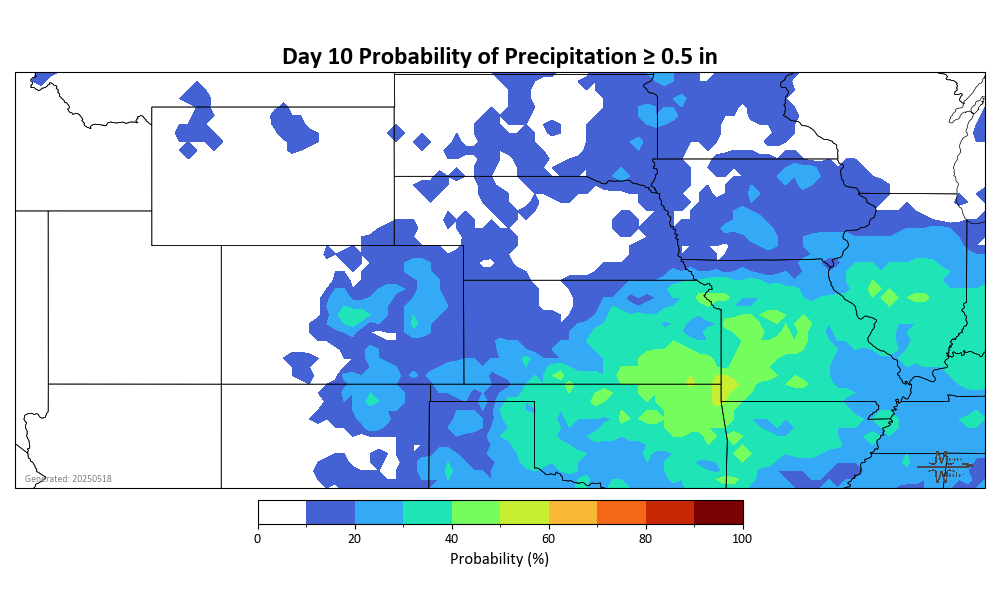 Day 10 Probability of Precipitation ≥ 0.5 in
Generated: 20250518
0 20 40 60 80 100
Probability (%)